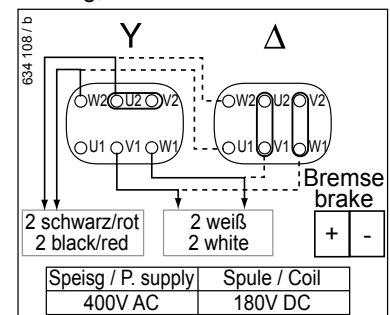 634 108 / b
Y Δ
W2 U2 V2 W2 U2 V2
U1 V1 W1 U1 V1 W1
Bremse
brake
2 schwarz/rot
2 black/red
2 weiß
2 white
+ -
Speisg / P. supply Spule / Coil
400V AC 180V DC